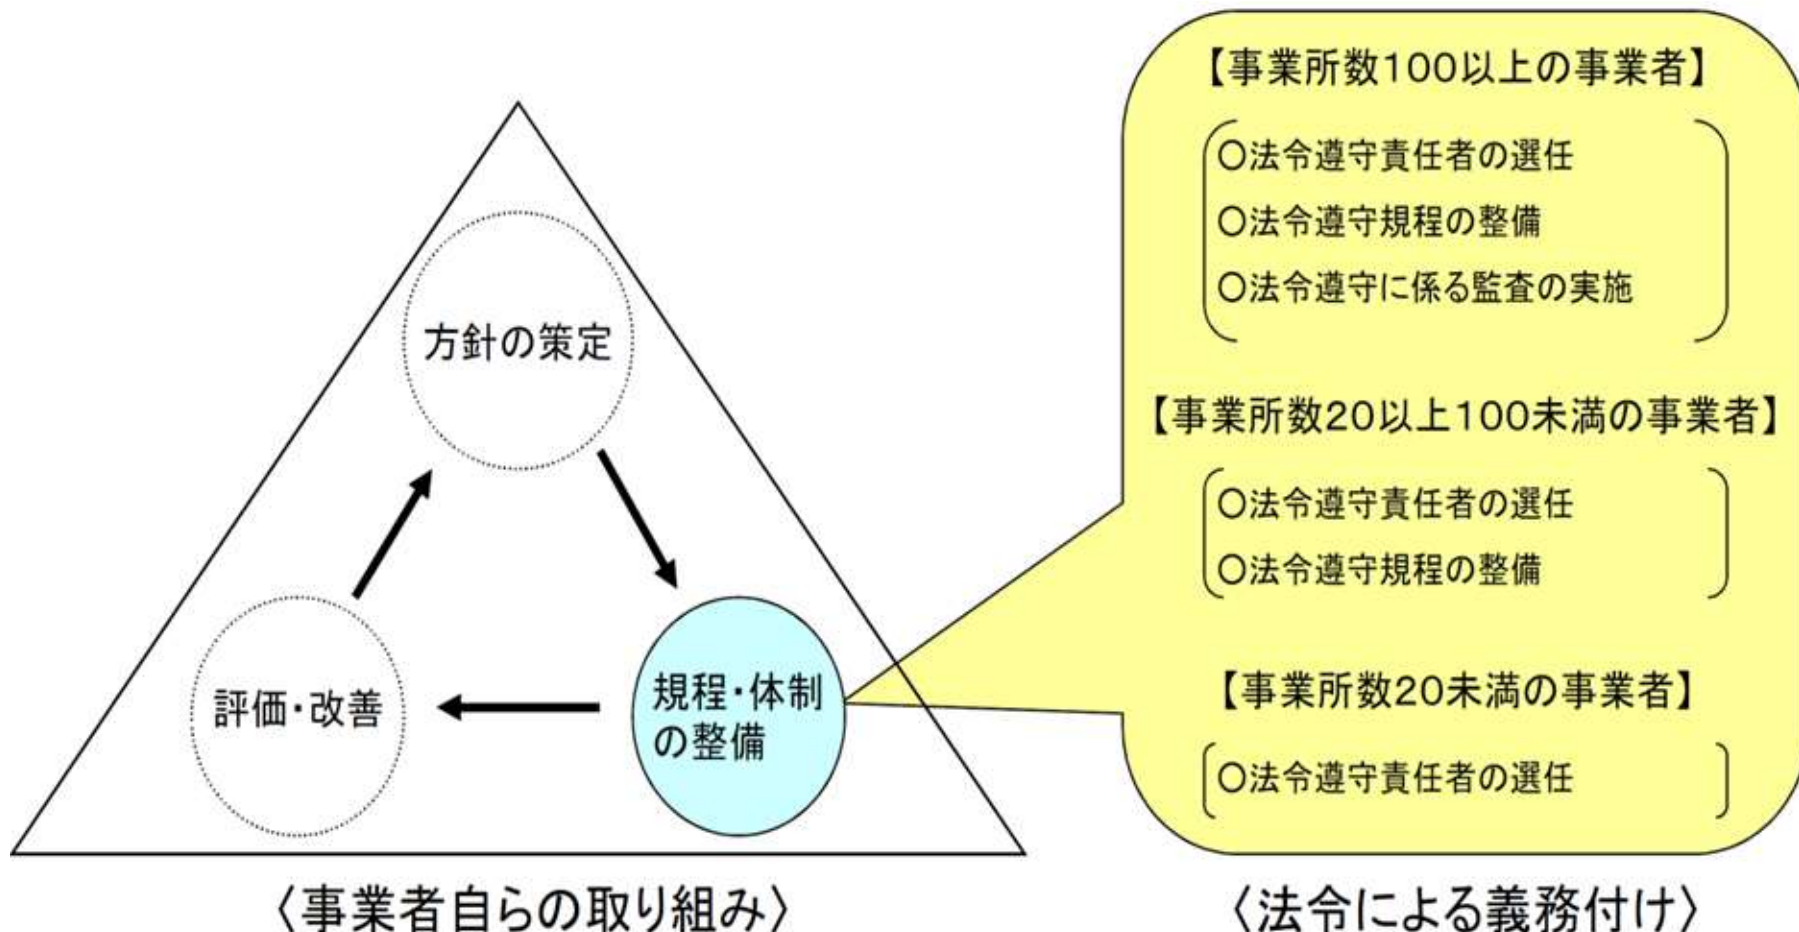 方針の策定
規程・体制
の整備
評価・改善
〈事業者自らの取り組み〉
【事業所数100以上の事業者】
○法令遵守責任者の選任
○法令遵守規程の整備
○法令遵守に係る監査の実施
【事業所数20以上100未満の事業者】
○法令遵守責任者の選任
○法令遵守規程の整備
【事業所数20未満の事業者】
○法令遵守責任者の選任
〈法令による義務付け〉